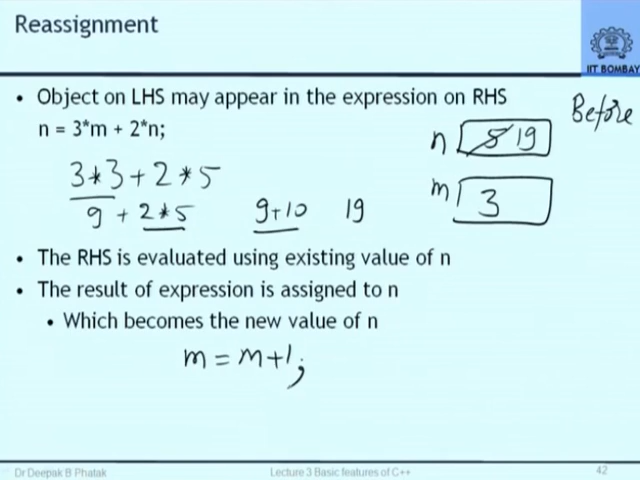 Reassignment
IIT BOMBAY
• Object on LHS may appear in the expression on RHS
Before
n = 3*m + 2*n;
n 5 19
3*3+2*5
m 3
9 + 2*5 9+10 19
• The RHS is evaluated using existing value of n
• The result of expression is assigned to n
• Which becomes the new value of n
m = m+1;
Dr Deepak B Phatak Lecture 3 Basic features of C++ 42